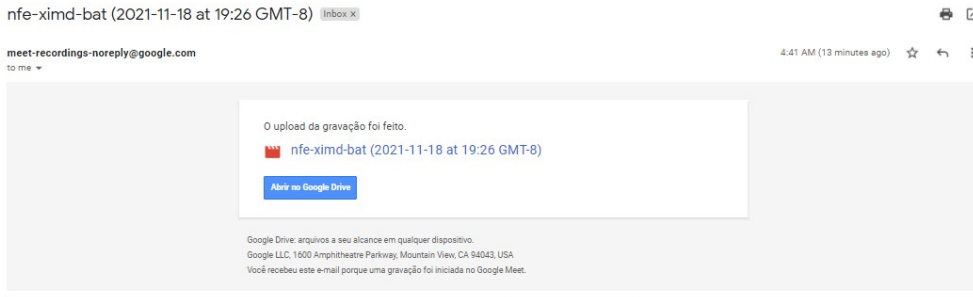 nfe-ximd-bat (2021-11-18 at 19:26 GMT-8) Inbox x
meet-recordings-noreply@google.com 4:41 AM (13 minutes ago)
to me
O upload da gravação foi feito.
nfe-ximd-bat (2021-11-18 at 19:26 GMT-8)
Abrir no Google Drive
Google Drive: arquivos a seu alcance em qualquer dispositivo.
Google LLC, 1600 Amphitheatre Parkway, Mountain View, CA 94043, USA
Você recebeu este e-mail porque uma gravação foi iniciada no Google Meet.